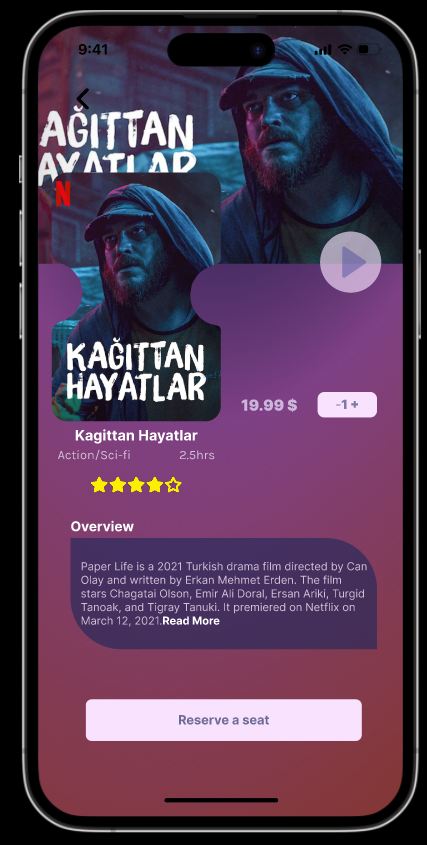 9:41
KAĞITTAN
HAYATLAR
N
KAĞITTAN
HAYATLAR
19.99 $
-1 +
Kagittan Hayatlar
Action/Sci-fi 2.5hrs
Overview
Paper Life is a 2021 Turkish drama film directed by Can
Olay and written by Erkan Mehmet Erden. The film
stars Chagatai Olson, Emir Ali Doral, Ersan Ariki, Turgid
Tanoak, and Tigray Tanuki. It premiered on Netflix on
March 12, 2021.Read More
Reserve a seat